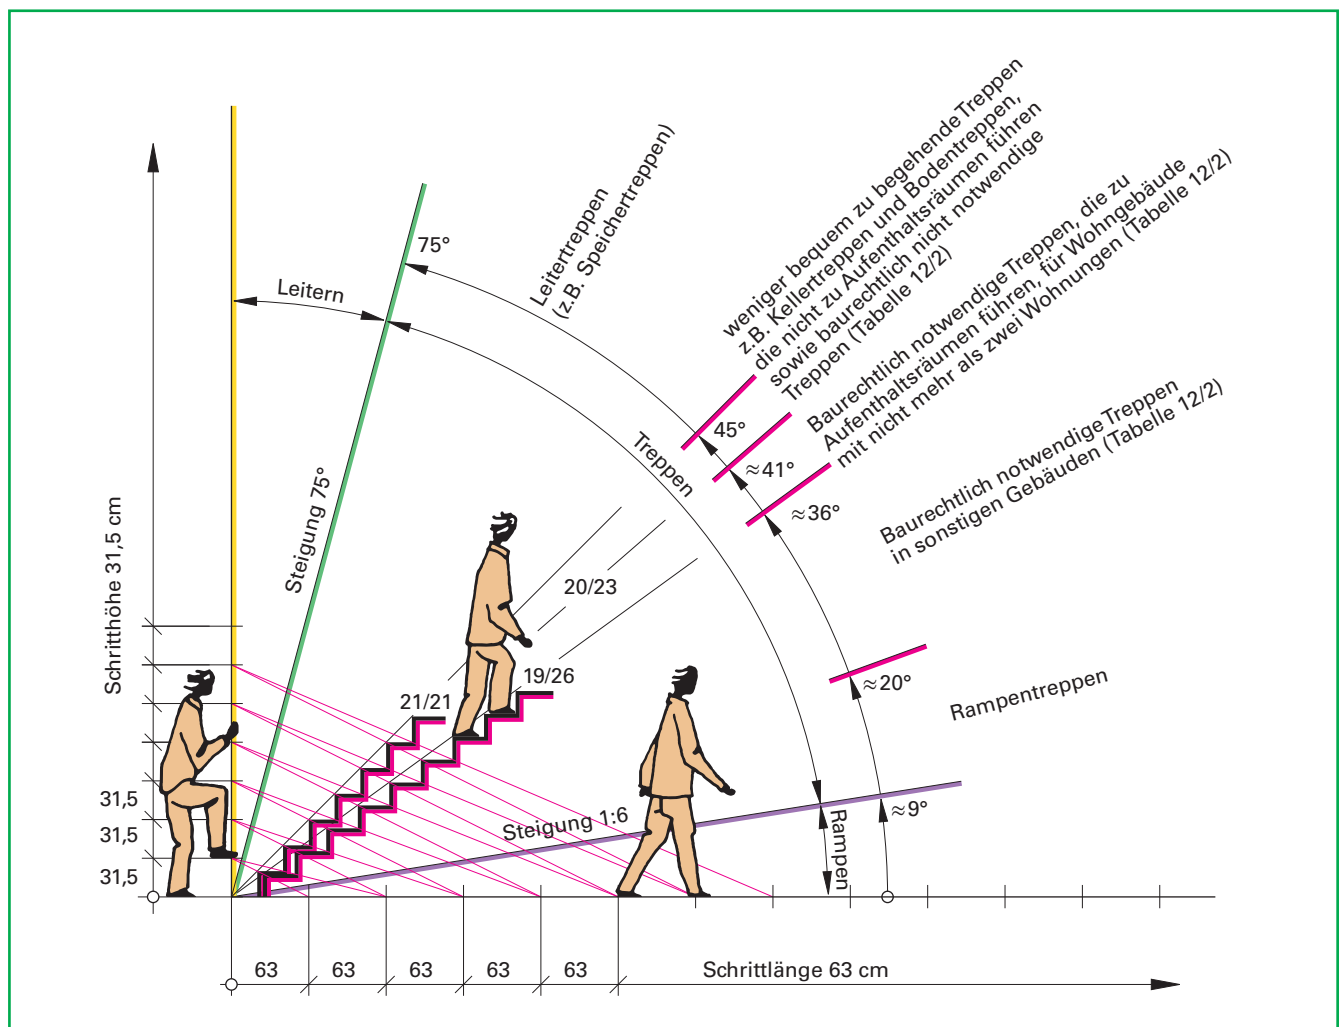 weniger bequem zu begehende Treppen
z.B. Kellertreppen und Bodentreppen,
die nicht zu Aufenthaltsräumen führen
sowie baurechtlich nicht notwendige
Treppen (Tabelle 12/2)
Baurechtlich notwendige Treppen, die zu
Aufenthaltsräumen führen, für Wohngebäude
mit nicht mehr als zwei Wohnungen (Tabelle 12/2)
Leitertreppen
(z.B. Speichertreppen)
75°
Leitern
45°
≈41°
≈36°
Treppen
Baurechtlich notwendige Treppen
in sonstigen Gebäuden (Tabelle 12/2)
Steigung 75°
Schritthöhe 31,5 cm
20/23
19/26
21/21
≈20°
Rampentreppen
31,5
31,5
31,5
Steigung 1:6
≈9°
Rampen
63
63
63
63
63
Schrittlänge 63 cm